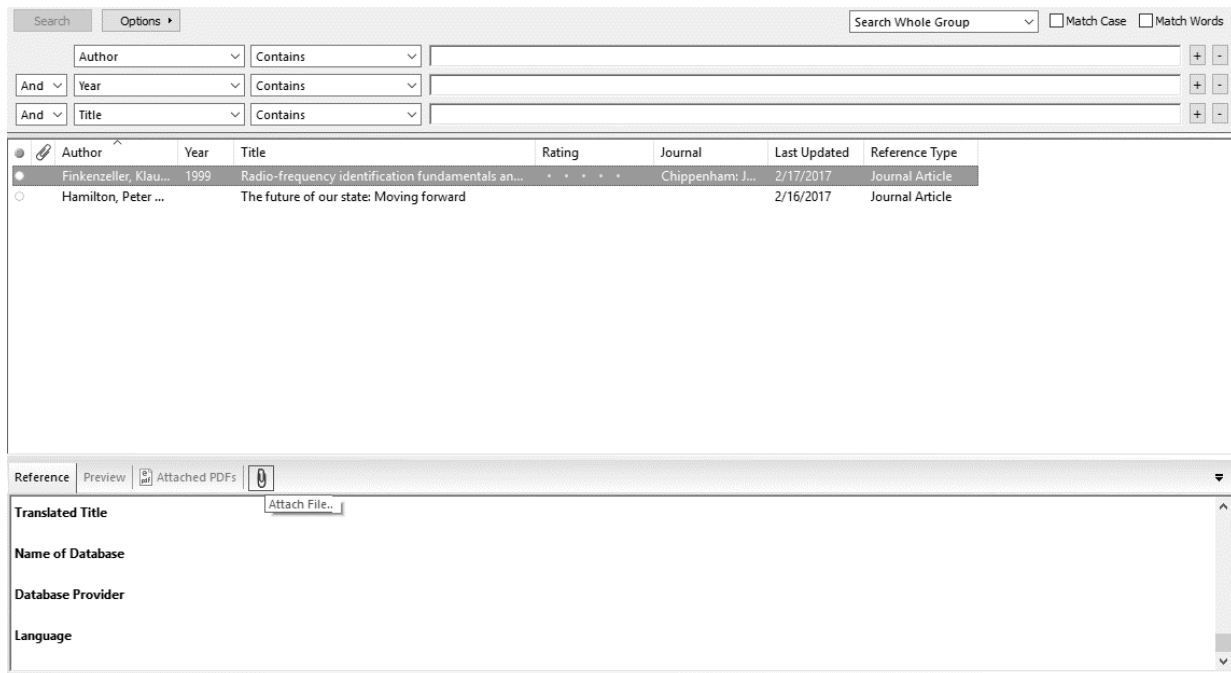 Search Options Search Whole Group Match Case Match Words
Author Contains + -
And Year Contains + -
And Title Contains + -
Author Year Title Rating Journal Last Updated Reference Type
Finkenzeller, Klau... 1999 Radio-frequency identification fundamentals an... Chippenham: J... 2/17/2017 Journal Article
Hamilton, Peter ... The future of our state: Moving forward 2/16/2017 Journal Article
Reference Preview Attached PDFs
Attach File..
Translated Title
Name of Database
Database Provider
Language